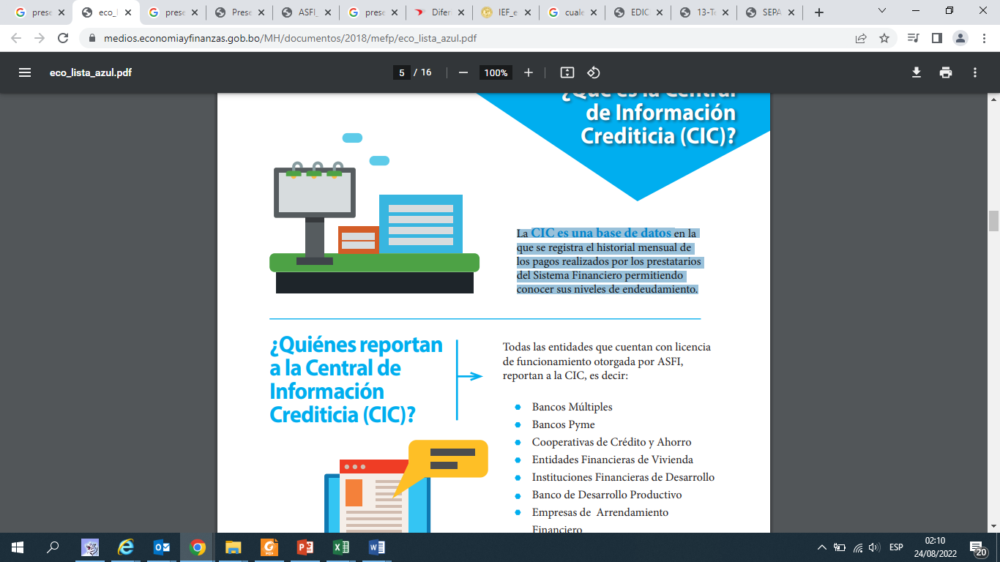 prese
eco_l
prese
Prese
ASFI_
prese
Diferi
IEF_e
cuale
EDIC
13-Te
SEPA
medios.economiayfinanzas.gob.bo/MH/documentos/2018/mefp/eco_lista_azul.pdf
eco_lista_azul.pdf
5 / 16
100%
¿Qué es la Central
de Información
Crediticia (CIC)?
La CIC es una base de datos en la
que se registra el historial mensual de
los pagos realizados por los prestatarios
del Sistema Financiero permitiendo
conocer sus niveles de endeudamiento.
¿Quiénes reportan
a la Central de
Información
Crediticia (CIC)?
Todas las entidades que cuentan con licencia
de funcionamiento otorgada por ASFI,
reportan a la CIC, es decir:
Bancos Múltiples
Bancos Pyme
Cooperativas de Crédito y Ahorro
Entidades Financieras de Vivienda
Instituciones Financieras de Desarrollo
Banco de Desarrollo Productivo
Empresas de Arrendamiento
Financiero
ESP
02:10
24/08/2022
20